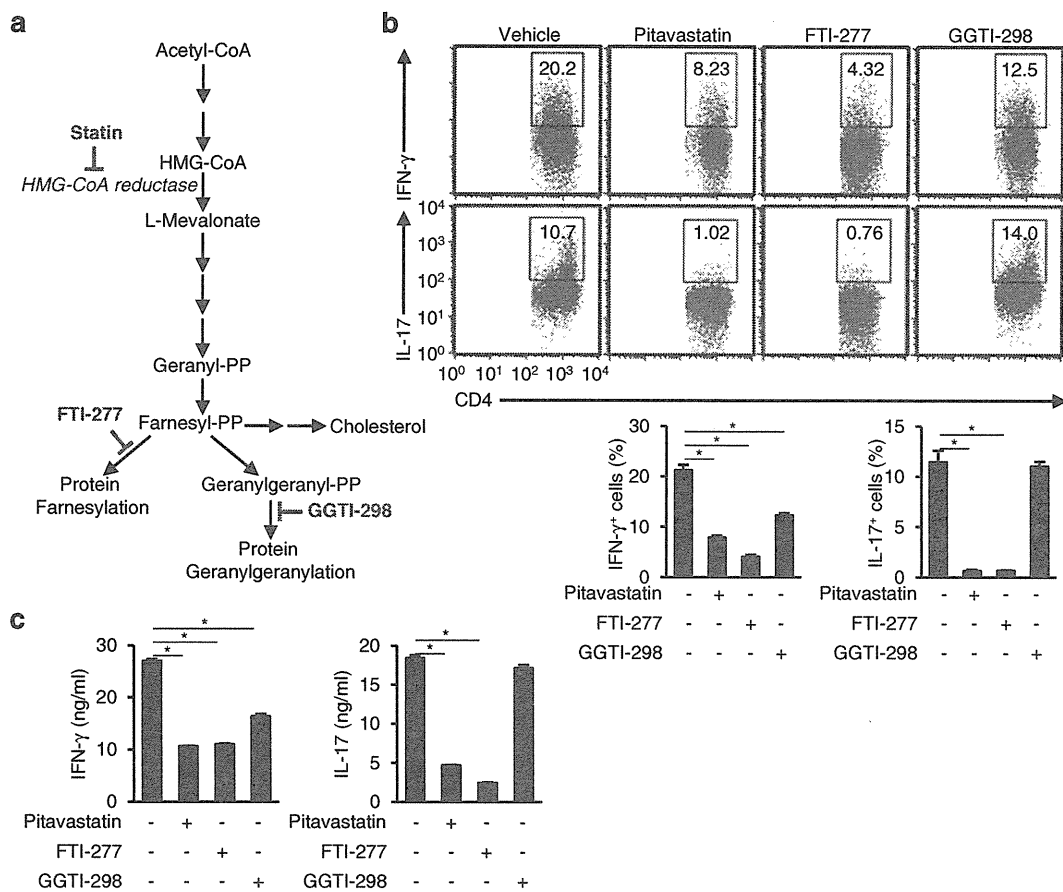 a
Acetyl-CoA
Statin
HMG-CoA
HMG-CoA reductase
L-Mevalonate
Geranyl-PP
FTI-277
Farnesyl-PP
Cholesterol
Protein
Farnesylation
Geranylgeranyl-PP
GGTI-298
Protein
Geranylgeranylation
b
Vehicle Pitavastatin FTI-277 GGTI-298
IFN-γ
20.2 8.23 4.32 12.5
IL-17
10⁴
10³
10²
10¹
10⁰
10.7 1.02 0.76 14.0
10⁰ 10¹ 10² 10³ 10⁴
CD4
IFN-γ⁺ cells (%)
30
20
10
0
* * *
Pitavastatin - + - -
FTI-277 - - + -
GGTI-298 - - - +
IL-17⁺ cells (%)
15
10
5
0
* *
Pitavastatin - + - -
FTI-277 - - + -
GGTI-298 - - - +
c
IFN-γ (ng/ml)
30
20
10
0
* * *
Pitavastatin - + - -
FTI-277 - - + -
GGTI-298 - - - +
IL-17 (ng/ml)
20
15
10
5
0
* *
Pitavastatin - + - -
FTI-277 - - + -
GGTI-298 - - - +